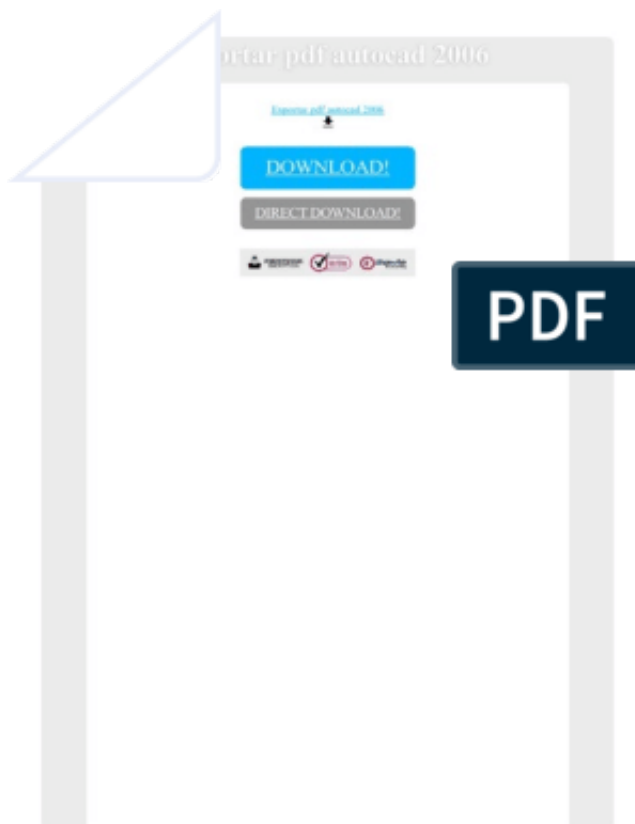 ortar pdf autocad 2006
Exportar pdf autocad 2006
DOWNLOAD!
DIRECT DOWNLOAD!
PDF